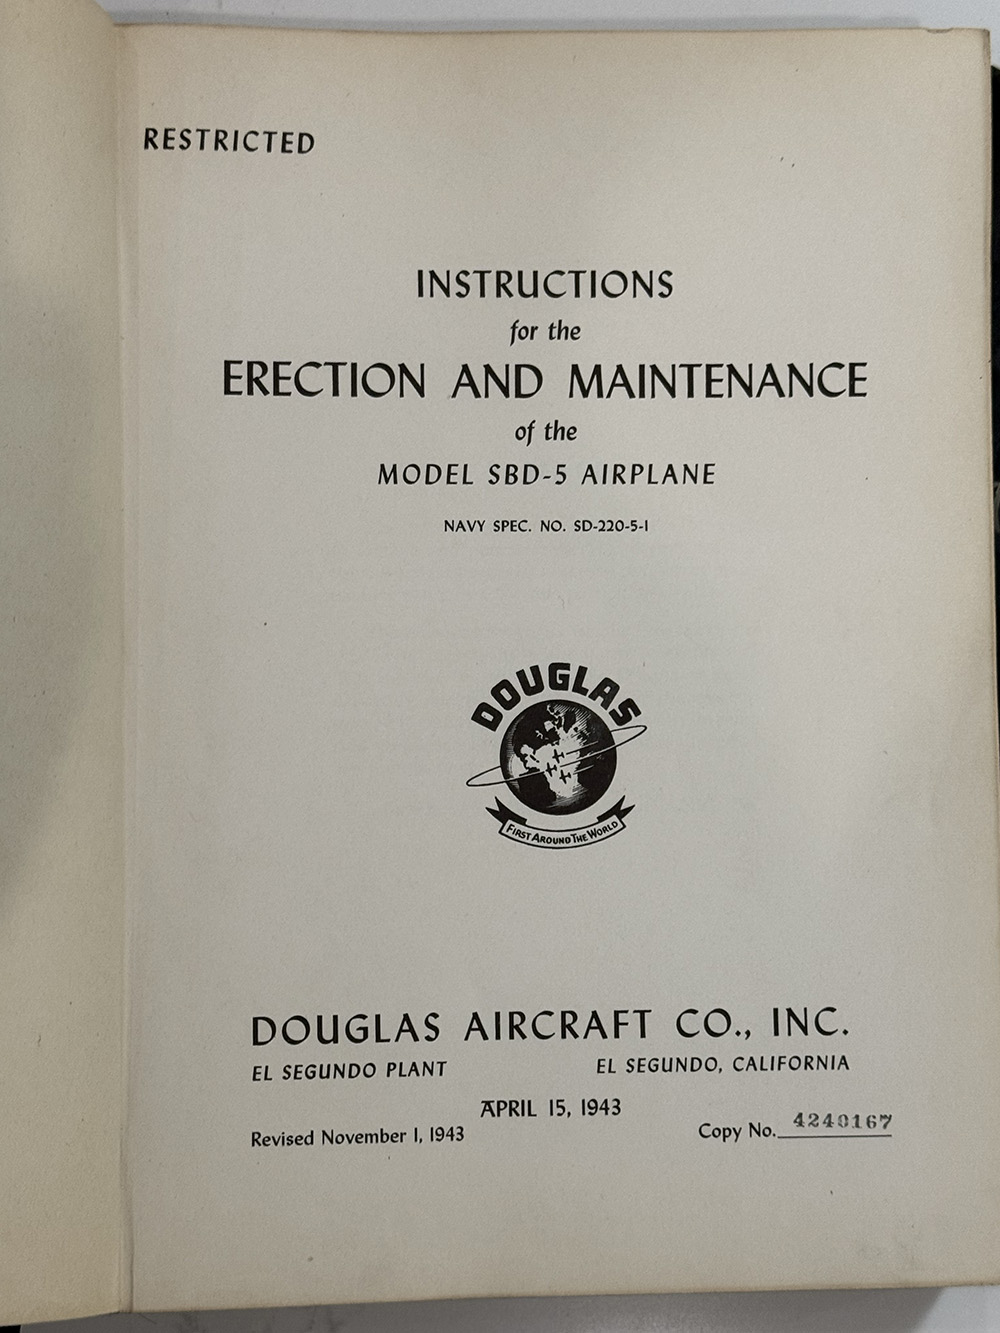 RESTRICTED
INSTRUCTIONS
for the
ERECTION AND MAINTENANCE
of the
MODEL SBD-5 AIRPLANE
NAVY SPEC. NO. SD-220-5-1
DOUGLAS
FIRST AROUND THE WORLD
DOUGLAS AIRCRAFT CO., INC.
EL SEGUNDO PLANT EL SEGUNDO, CALIFORNIA
APRIL 15, 1943
Revised November 1, 1943 Copy No. 4240167